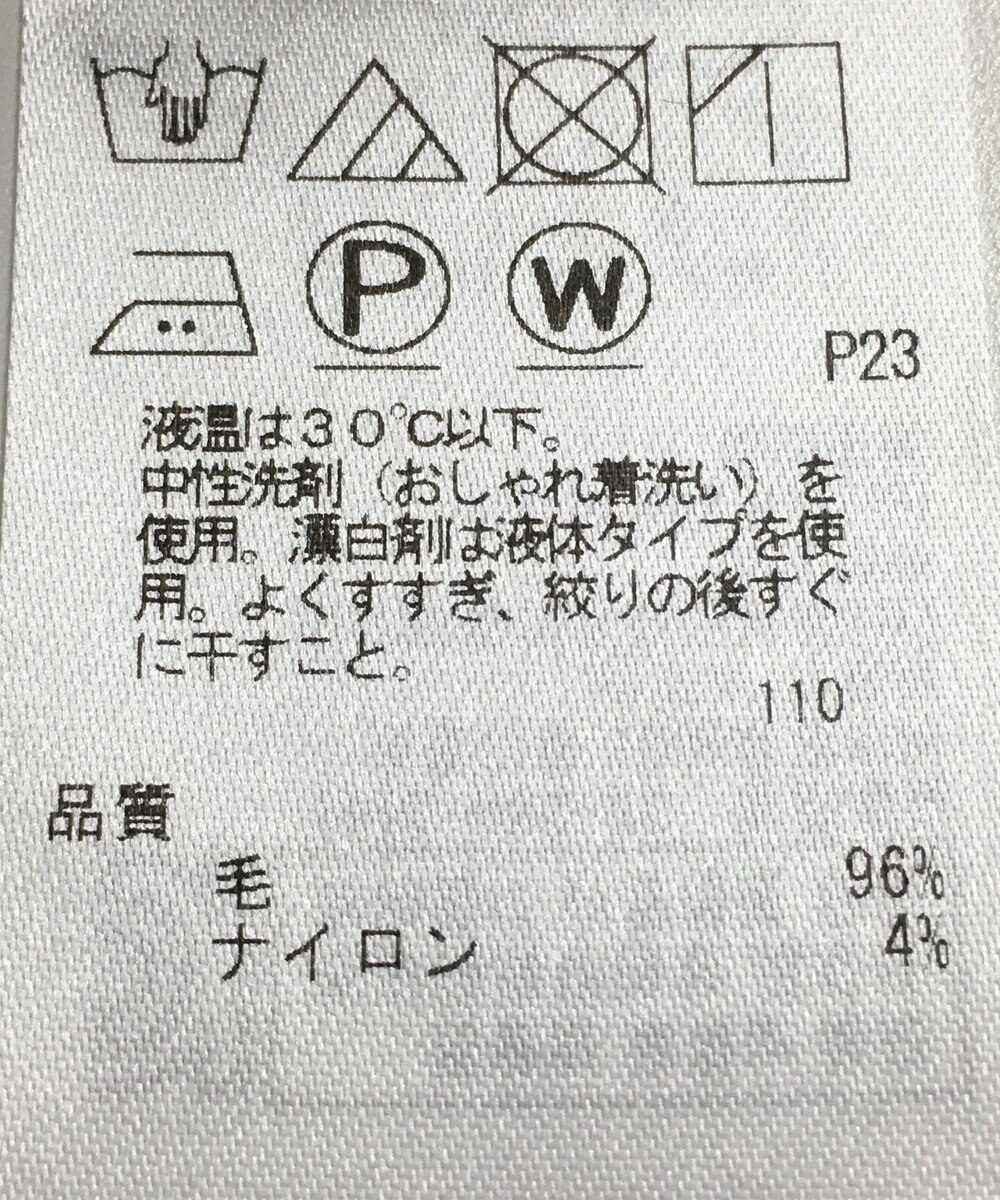 P
W
P23
液温は30℃以下。
中性洗剤（おしゃれ着洗い）を
使用。漂白剤は液体タイプを使
用。よくすすぎ、絞りの後すぐ
に干すこと。
110
品質
毛 96%
ナイロン 4%